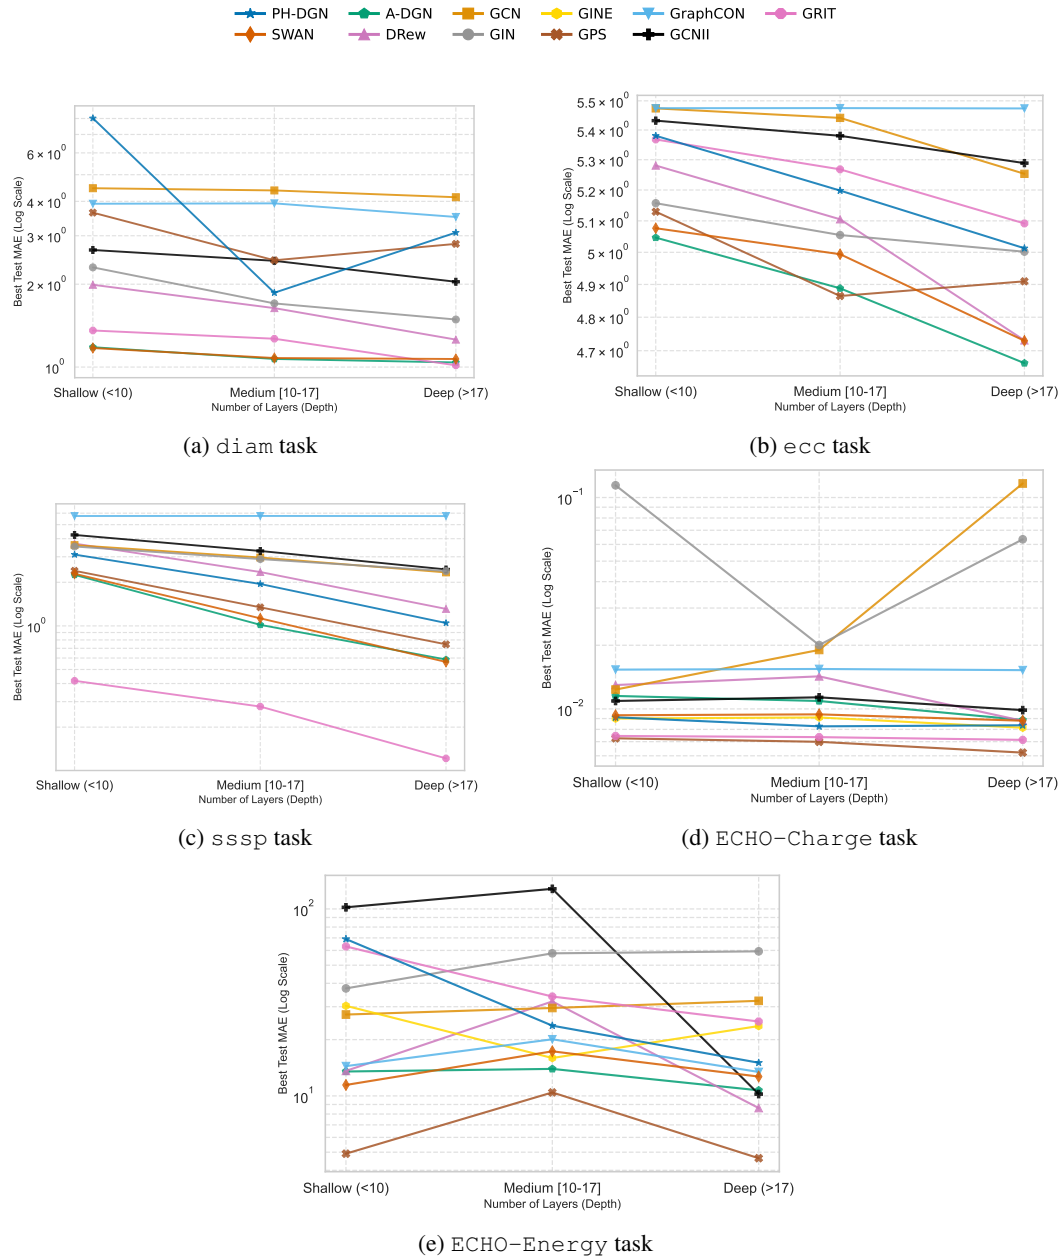 PH-DGN A-DGN GCN GINE GraphCON GRIT
SWAN DRew GIN GPS GCNII
Best Test MAE (Log Scale)
6 × 10⁰
4 × 10⁰
3 × 10⁰
2 × 10⁰
10⁰
Shallow (<10) Medium [10-17] Deep (>17)
Number of Layers (Depth)
(a) diam task
Best Test MAE (Log Scale)
5.5 × 10⁰
5.4 × 10⁰
5.3 × 10⁰
5.2 × 10⁰
5.1 × 10⁰
5 × 10⁰
4.9 × 10⁰
4.8 × 10⁰
4.7 × 10⁰
Shallow (<10) Medium [10-17] Deep (>17)
Number of Layers (Depth)
(b) ecc task
Best Test MAE (Log Scale)
10⁰
Shallow (<10) Medium [10-17] Deep (>17)
Number of Layers (Depth)
(c) sssp task
Best Test MAE (Log Scale)
10⁻¹
10⁻²
Shallow (<10) Medium [10-17] Deep (>17)
Number of Layers (Depth)
(d) ECHO-Charge task
Best Test MAE (Log Scale)
10²
10¹
Shallow (<10) Medium [10-17] Deep (>17)
Number of Layers (Depth)
(e) ECHO-Energy task